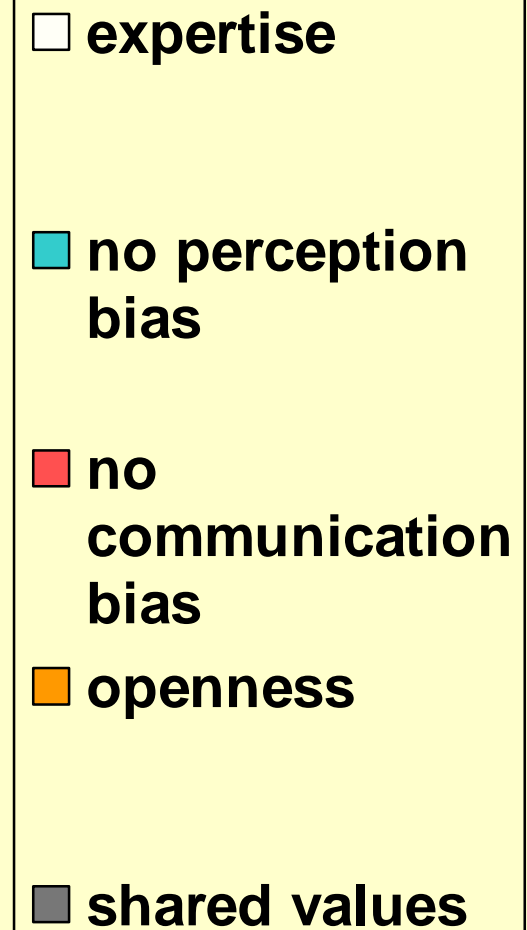 expertise
no perception
bias
no
communication
bias
openness
shared values